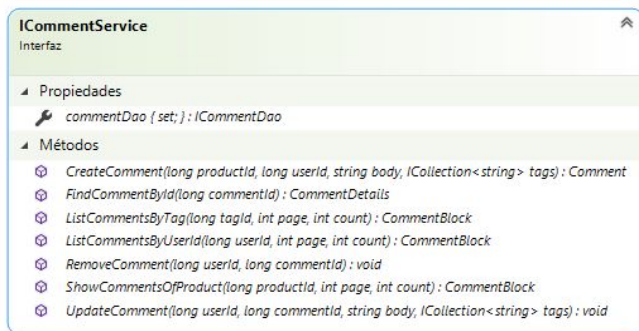 ICommentService
Interfaz
Propiedades
commentDao { set; } : ICommentDao
Métodos
CreateComment(long productId, long userId, string body, ICollection<string> tags) : Comment
FindCommentById(long commentId) : CommentDetails
ListCommentsByTag(long tagId, int page, int count) : CommentBlock
ListCommentsByUserId(long userId, int page, int count) : CommentBlock
RemoveComment(long userId, long commentId) : void
ShowCommentsOfProduct(long productId, int page, int count) : CommentBlock
UpdateComment(long userId, long commentId, string body, ICollection<string> tags) : void